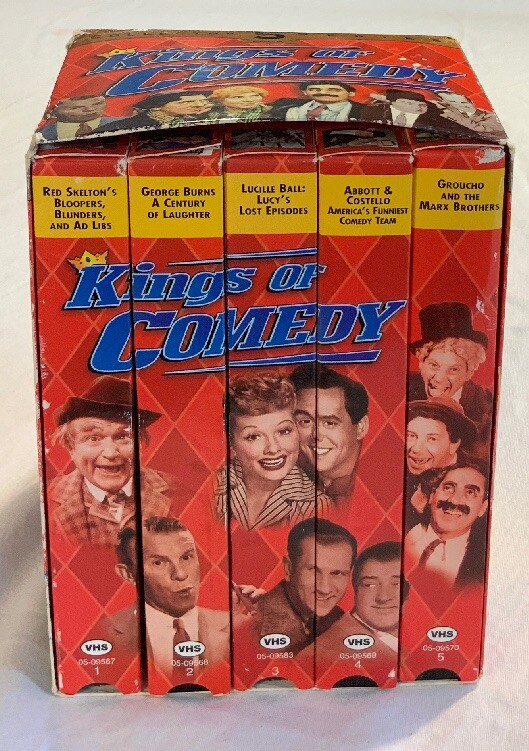 Kings of
COMEDY
RED SKELTON'S
BLOOPERS,
BLUNDERS,
AND AD LIBS
GEORGE BURNS
A CENTURY
OF LAUGHTER
LUCILLE BALL:
LUCY'S
LOST EPISODES
ABBOTT &
COSTELLO
AMERICA'S FUNNIEST
COMEDY TEAM
GROUCHO
AND THE
MARX BROTHERS
Kings of
COMEDY
VHS
05-09567
1
VHS
05-09568
2
VHS
05-09583
3
VHS
05-09569
4
VHS
05-09570
5